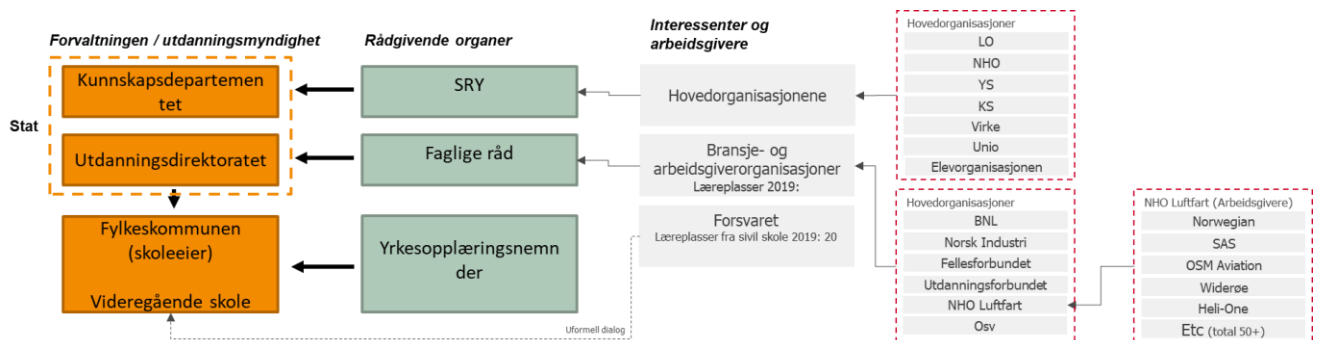 Forvaltningen / utdanningsmyndighet
Rådgivende organer
Interessenter og
arbeidsgivere
Stat
Kunnskapsdepartemen
tet
Utdanningsdirektoratet
Fylkeskommunen
(skoleeier)
Videregående skole
SRY
Faglige råd
Yrkesopplæringsnemn
der
Hovedorganisasjonene
Bransje- og
arbeidsgiverorganisasjoner
Læreplasser 2019:
Forsvaret
Læreplasser fra sivil skole 2019: 20
Uformell dialog
Hovedorganisasjoner
LO
NHO
YS
KS
Virke
Unio
Elevorganisasjonen
Hovedorganisasjoner
BNL
Norsk Industri
Fellesforbundet
Utdanningsforbundet
NHO Luftfart
Osv
NHO Luftfart (Arbeidsgivere)
Norwegian
SAS
OSM Aviation
Widerøe
Heli-One
Etc (total 50+)